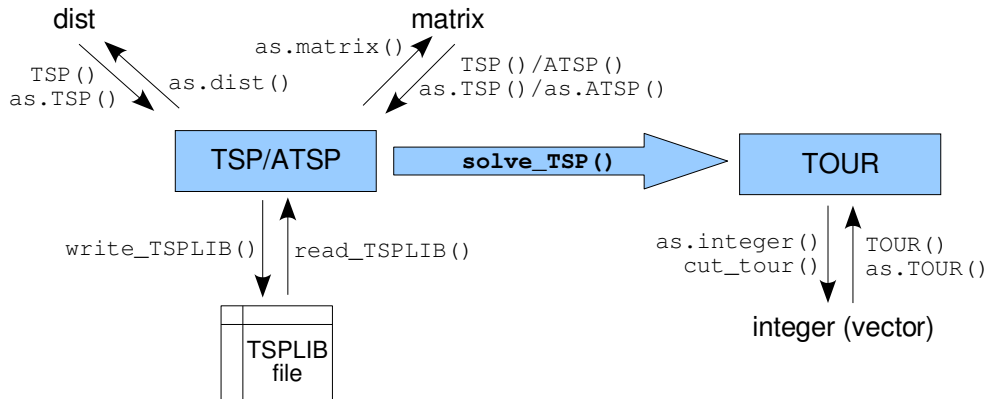 dist
matrix
as.matrix()
TSP()
as.TSP()
as.dist()
TSP()/ATSP()
as.TSP()/as.ATSP()
TSP/ATSP
solve_TSP()
TOUR
write_TSPLIB()
read_TSPLIB()
as.integer()
cut_tour()
TOUR()
as.TOUR()
TSPLIB
file
integer (vector)